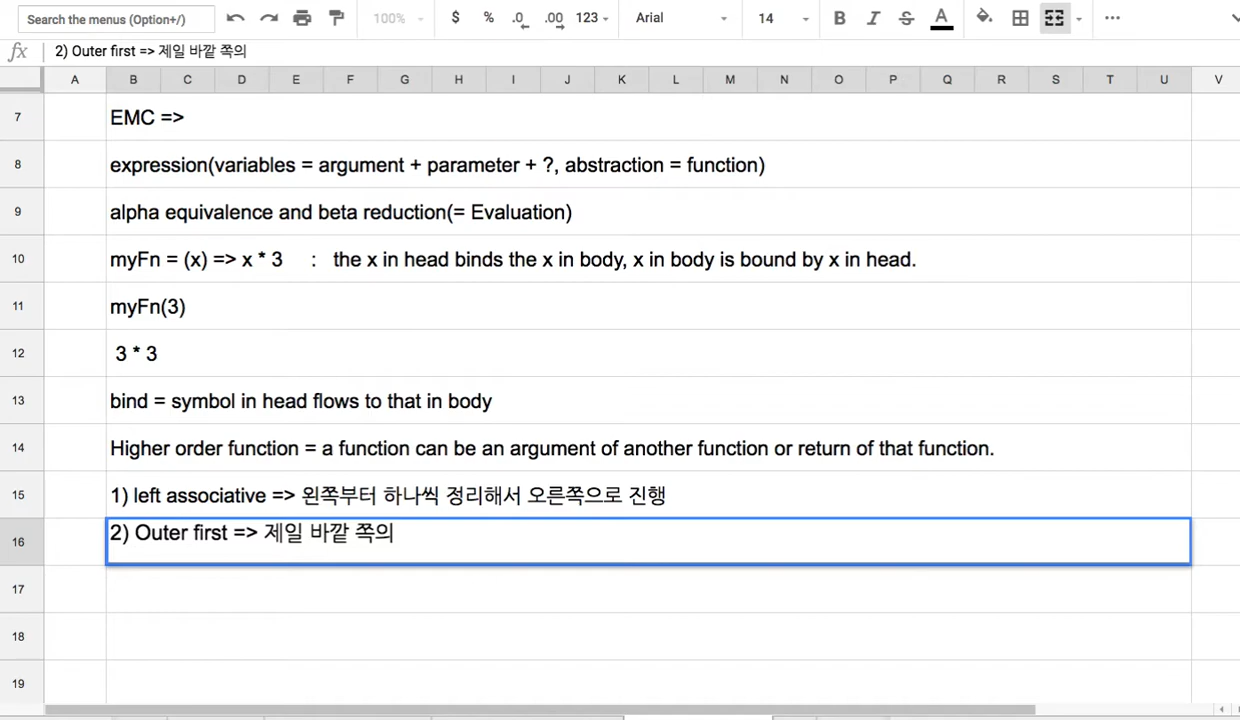 Search the menus (Option+/)
100%
$ % .0 .00 123
Arial
14
B I S A
fx 2) Outer first => 제일 바깥 쪽의
A B C D E F G H I J K L M N O P Q R S T U V
7 EMC =>
8 expression(variables = argument + parameter + ?, abstraction = function)
9 alpha equivalence and beta reduction(= Evaluation)
10 myFn = (x) => x * 3 : the x in head binds the x in body, x in body is bound by x in head.
11 myFn(3)
12 3 * 3
13 bind = symbol in head flows to that in body
14 Higher order function = a function can be an argument of another function or return of that function.
15 1) left associative => 왼쪽부터 하나씩 정리해서 오른쪽으로 진행
16 2) Outer first => 제일 바깥 쪽의
17
18
19